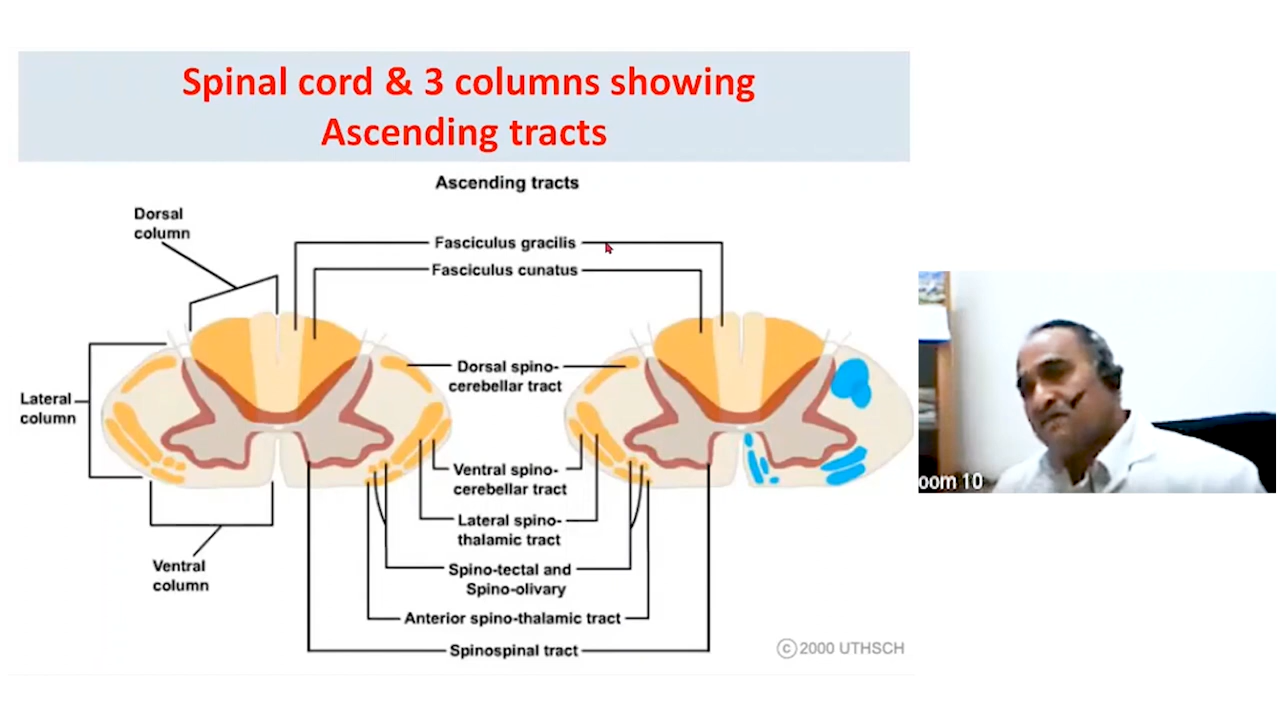 Spinal cord & 3 columns showing
Ascending tracts
Ascending tracts
Dorsal
column
Fasciculus gracilis
Fasciculus cunatus
Dorsal spino-
cerebellar tract
Lateral
column
Ventral spino-
cerebellar tract
Lateral spino-
thalamic tract
Ventral
column
Spino-tectal and
Spino-olivary
Anterior spino-thalamic tract
Spinospinal tract
©2000 UTHSCH
oom 10